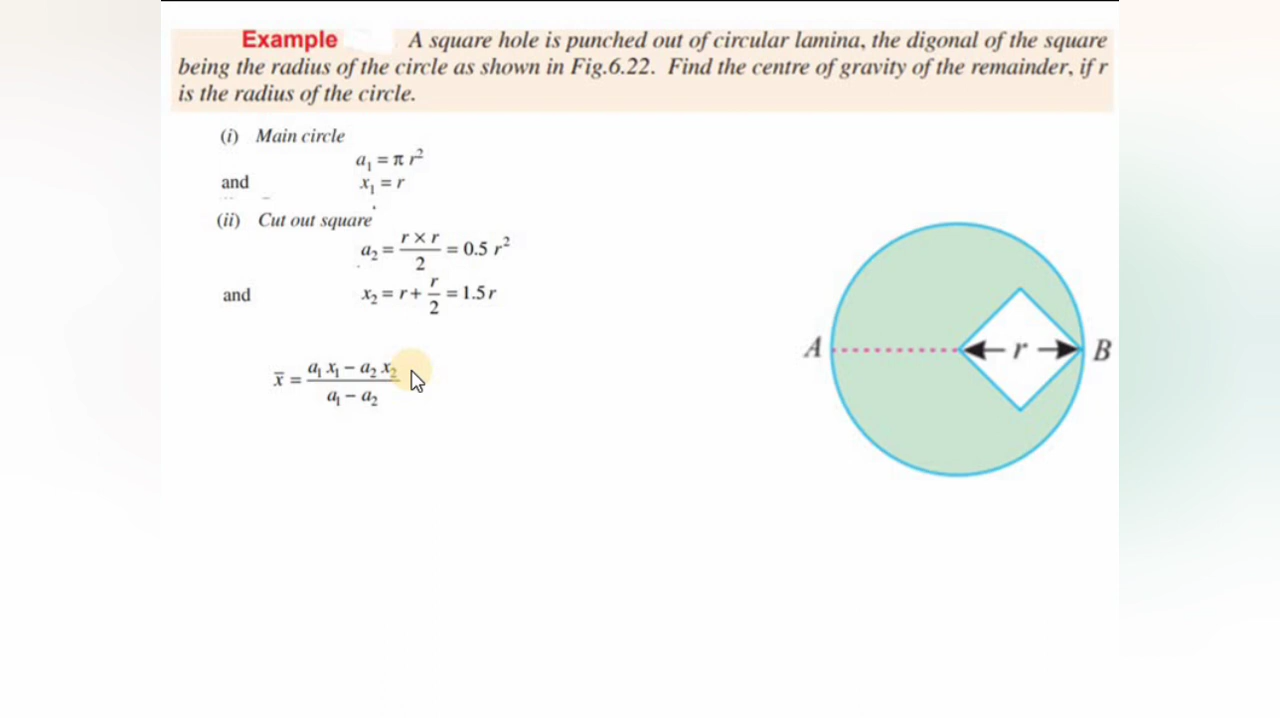 Example A square hole is punched out of circular lamina, the digonal of the square
being the radius of the circle as shown in Fig.6.22. Find the centre of gravity of the remainder, if r
is the radius of the circle.
(i) Main circle
a₁ = π r²
and x₁ = r
(ii) Cut out square
a₂ = r × r / 2 = 0.5 r²
and x₂ = r + r / 2 = 1.5 r
x̄ = a₁ x₁ − a₂ x₂ / a₁ − a₂
A r B